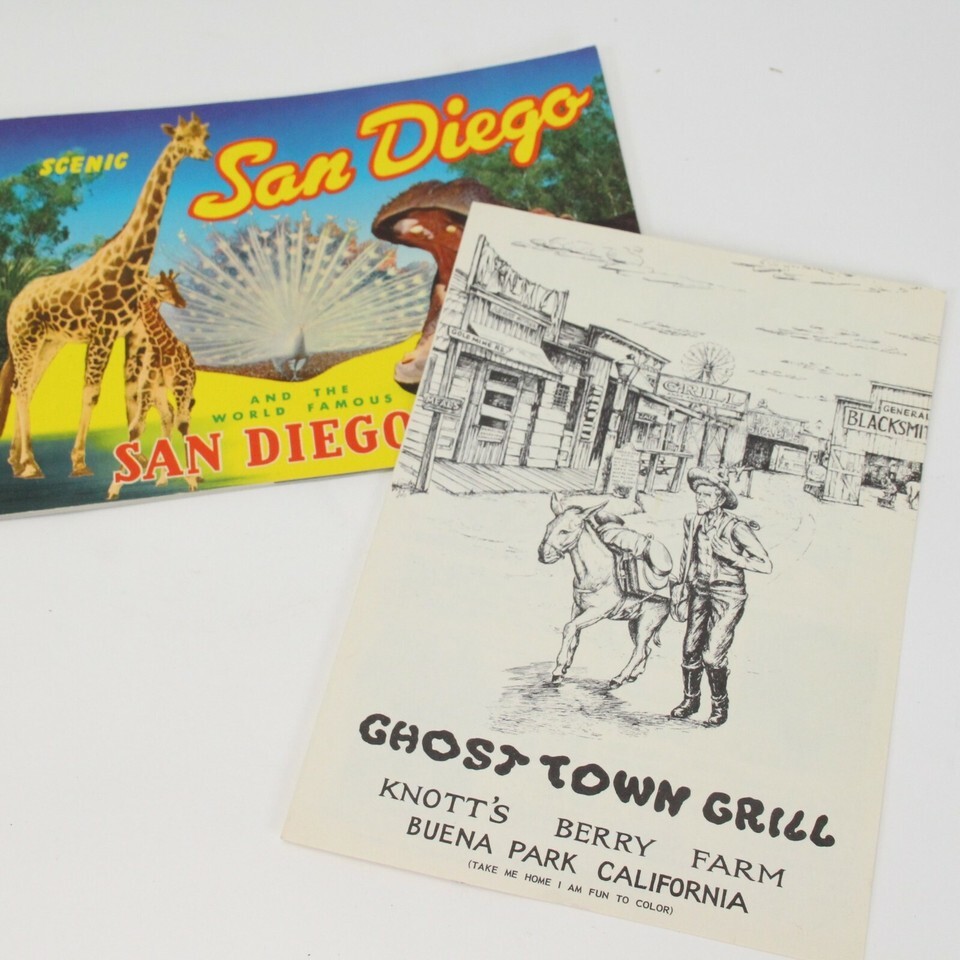 SCENIC
San Diego
AND THE
WORLD FAMOUS
SAN DIEGO
GRILL
GENERAL
BLACKSMI
GHOST TOWN GRILL
KNOTT'S BERRY FARM
BUENA PARK CALIFORNIA
(TAKE ME HOME I AM FUN TO COLOR)